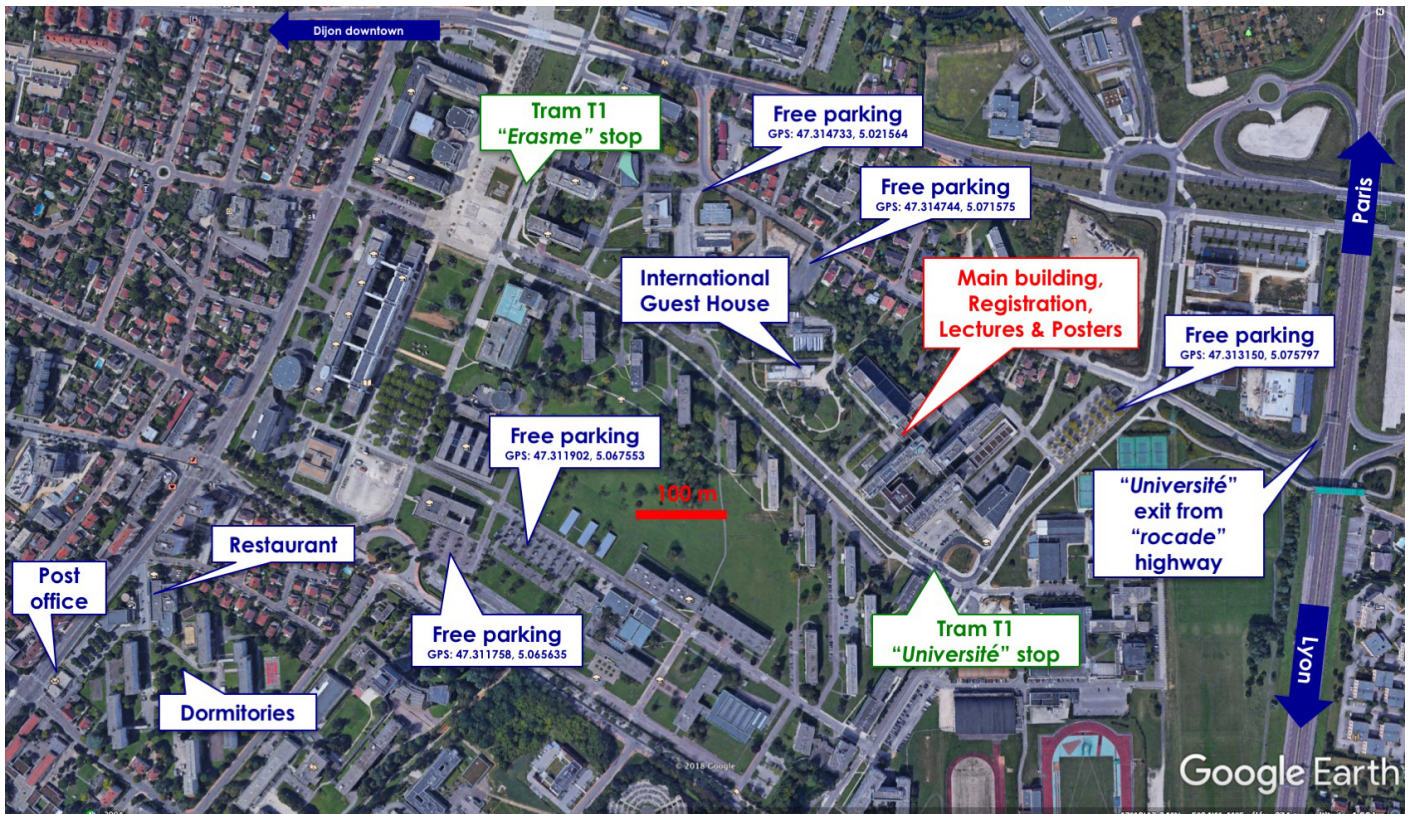 Dijon downtown
Tram T1
“Erasme” stop
Free parking
GPS: 47.314733, 5.021564
Free parking
GPS: 47.314744, 5.071575
Paris
International
Guest House
Main building,
Registration,
Lectures & Posters
Free parking
GPS: 47.313150, 5.075797
Free parking
GPS: 47.311902, 5.067553
100 m
“Université”
exit from
“rocade”
highway
Restaurant
Post
office
Free parking
GPS: 47.311758, 5.065635
Tram T1
“Université” stop
Lyon
Dormitories
© 2018 Google
Google Earth